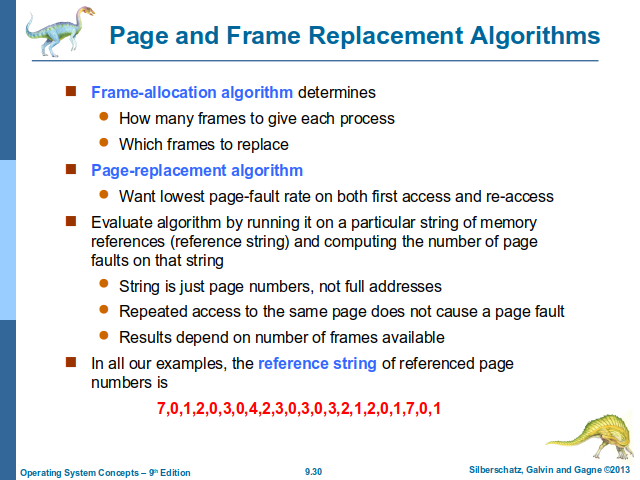 Page and Frame Replacement Algorithms
Frame-allocation algorithm determines
How many frames to give each process
Which frames to replace
Page-replacement algorithm
Want lowest page-fault rate on both first access and re-access
Evaluate algorithm by running it on a particular string of memory
references (reference string) and computing the number of page
faults on that string
String is just page numbers, not full addresses
Repeated access to the same page does not cause a page fault
Results depend on number of frames available
In all our examples, the reference string of referenced page
numbers is
7,0,1,2,0,3,0,4,2,3,0,3,0,3,2,1,2,0,1,7,0,1
Operating System Concepts – 9th Edition
9.30
Silberschatz, Galvin and Gagne ©2013